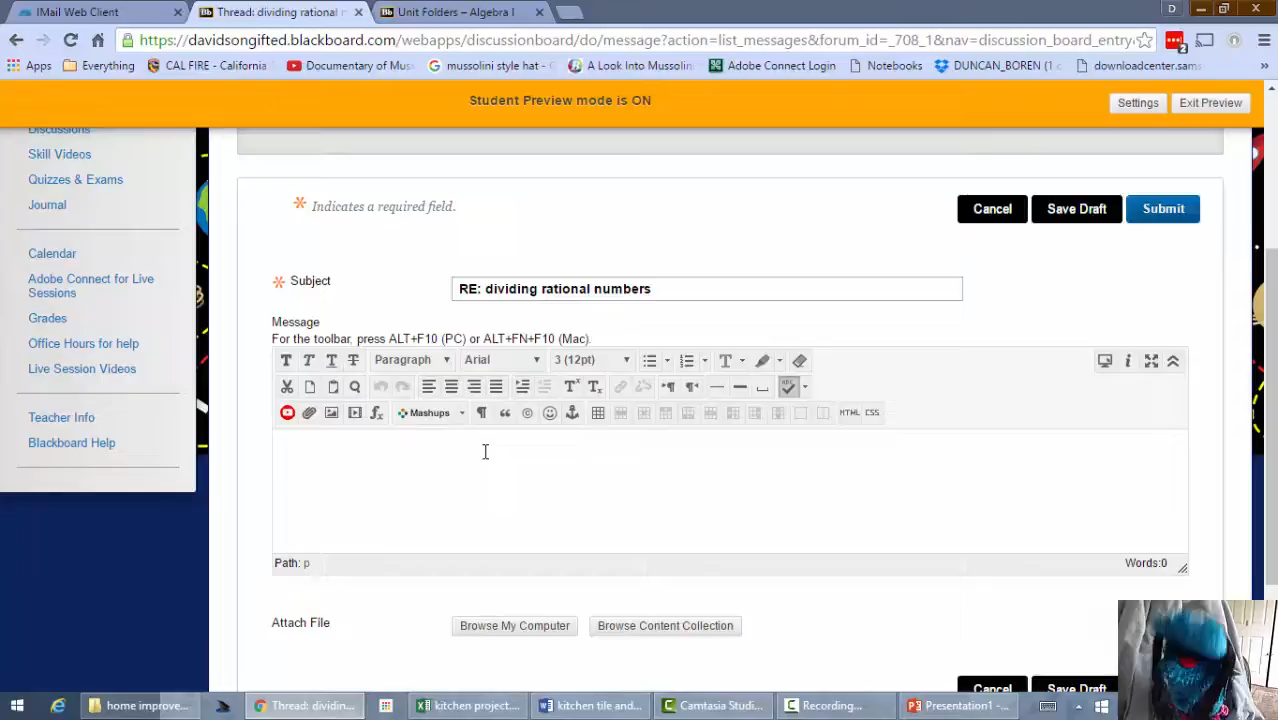 IMail Web Client
Thread: dividing rational n
Unit Folders – Algebra I
D
https://davidsongifted.blackboard.com/webapps/discussionboard/do/message?action=list_messages&forum_id=_708_1&nav=discussion_board_entry
Apps Everything CAL FIRE - California Documentary of Mus mussolini style hat - A Look Into Mussolin Adobe Connect Login Notebooks DUNCAN_BOREN (1 downloadcenter.sams »
Student Preview mode is ON
Settings Exit Preview
Discussions
Skill Videos
Quizzes & Exams
Journal
Calendar
Adobe Connect for Live
Sessions
Grades
Office Hours for help
Live Session Videos
Teacher Info
Blackboard Help
Indicates a required field.
Cancel Save Draft Submit
Subject
RE: dividing rational numbers
Message
For the toolbar, press ALT+F10 (PC) or ALT+FN+F10 (Mac).
Paragraph Arial 3 (12pt)
Mashups HTML CSS
Path: p
Words:0
Attach File
Browse My Computer Browse Content Collection
Cancel Save Draft
home improve... Thread: dividin... kitchen project... kitchen tile and... Camtasia Studi... Recording... Presentation1 - ...